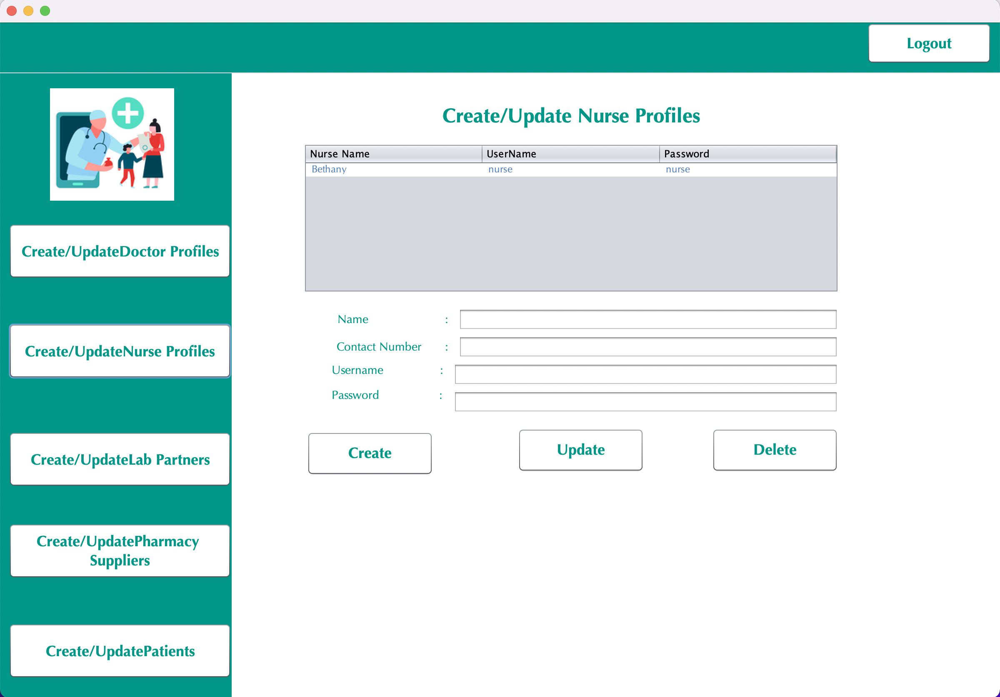 Logout
Create/UpdateDoctor Profiles
Create/UpdateNurse Profiles
Create/UpdateLab Partners
Create/UpdatePharmacy
Suppliers
Create/UpdatePatients
Create/Update Nurse Profiles
Nurse Name UserName Password
Bethany nurse nurse
Name :
Contact Number :
Username :
Password :
Create Update Delete